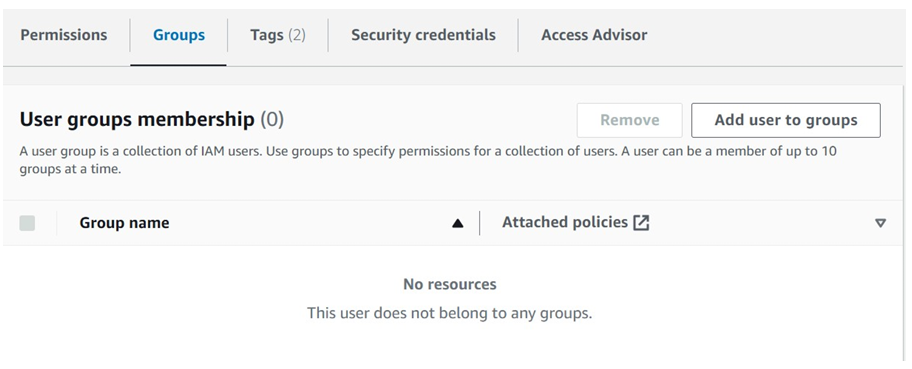 Permissions
Groups
Tags (2)
Security credentials
Access Advisor
User groups membership (0)
Remove
Add user to groups
A user group is a collection of IAM users. Use groups to specify permissions for a collection of users. A user can be a member of up to 10
groups at a time.
Group name
Attached policies
No resources
This user does not belong to any groups.